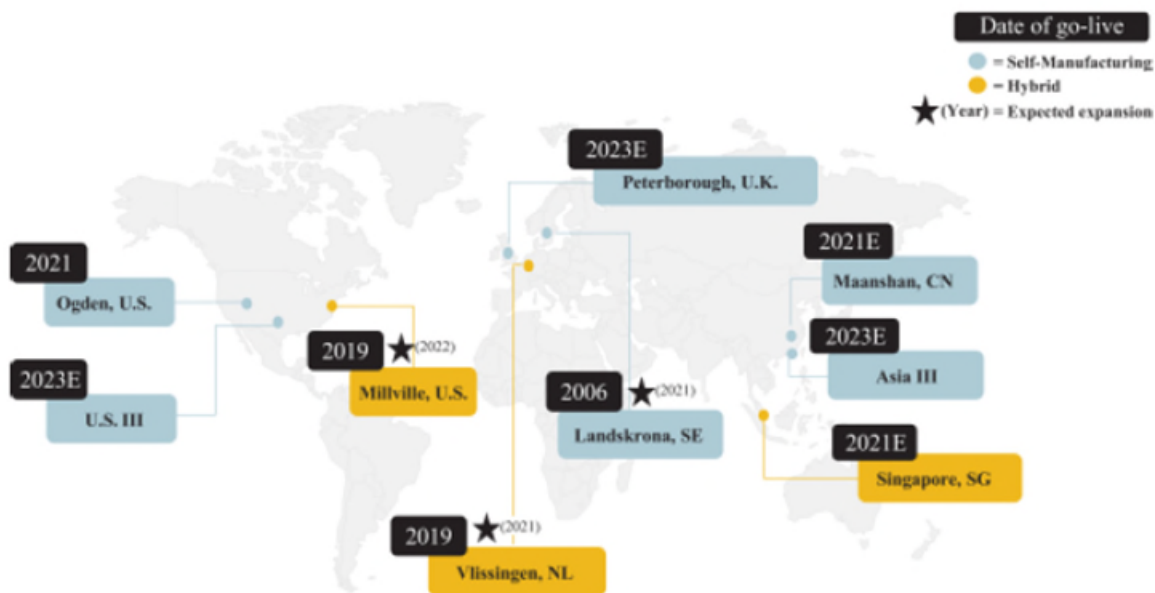 Date of go-live
= Self-Manufacturing
= Hybrid
(Year) = Expected expansion
2023E
Peterborough, U.K.
2021
Ogden, U.S.
2021E
Maanshan, CN
2019
(2022)
Millville, U.S.
2023E
Asia III
2023E
U.S. III
2006
(2021)
Landskrona, SE
2021E
Singapore, SG
2019
(2021)
Vlissingen, NL